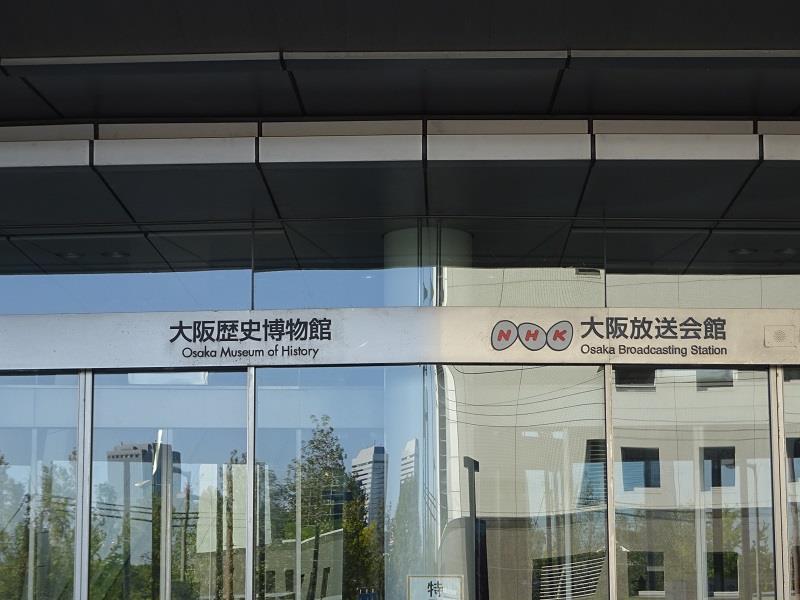 大阪歴史博物館
Osaka Museum of History
NHK 大阪放送会館
Osaka Broadcasting Station
特